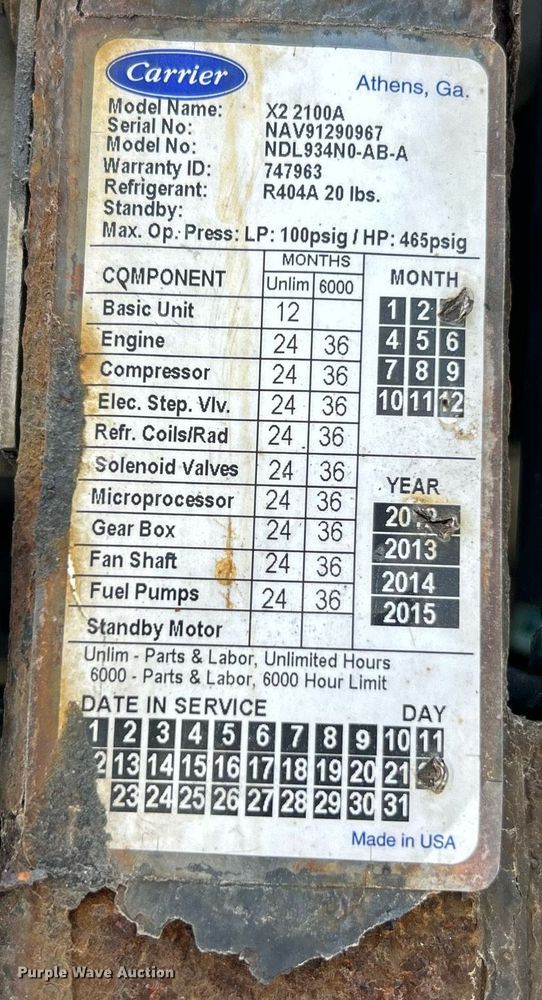 Carrier
Athens, Ga.
Model Name: X2 2100A
Serial No: NAV91290967
Model No: NDL934N0-AB-A
Warranty ID: 747963
Refrigerant: R404A 20 lbs.
Standby:
Max. Op. Press: LP: 100psig / HP: 465psig
COMPONENT MONTHS
Unlim 6000
Basic Unit 12
Engine 24 36
Compressor 24 36
Elec. Step. Vlv. 24 36
Refr. Coils/Rad 24 36
Solenoid Valves 24 36
Microprocessor 24 36
Gear Box 24 36
Fan Shaft 24 36
Fuel Pumps 24 36
Standby Motor
MONTH
1 2
4 5 6
7 8 9
10 11 12
YEAR
2012
2013
2014
2015
Unlim - Parts & Labor, Unlimited Hours
6000 - Parts & Labor, 6000 Hour Limit
DATE IN SERVICE DAY
1 2 3 4 5 6 7 8 9 10 11
2 13 14 15 16 17 18 19 20 21
23 24 25 26 27 28 29 30 31
Made in USA
Purple Wave Auction